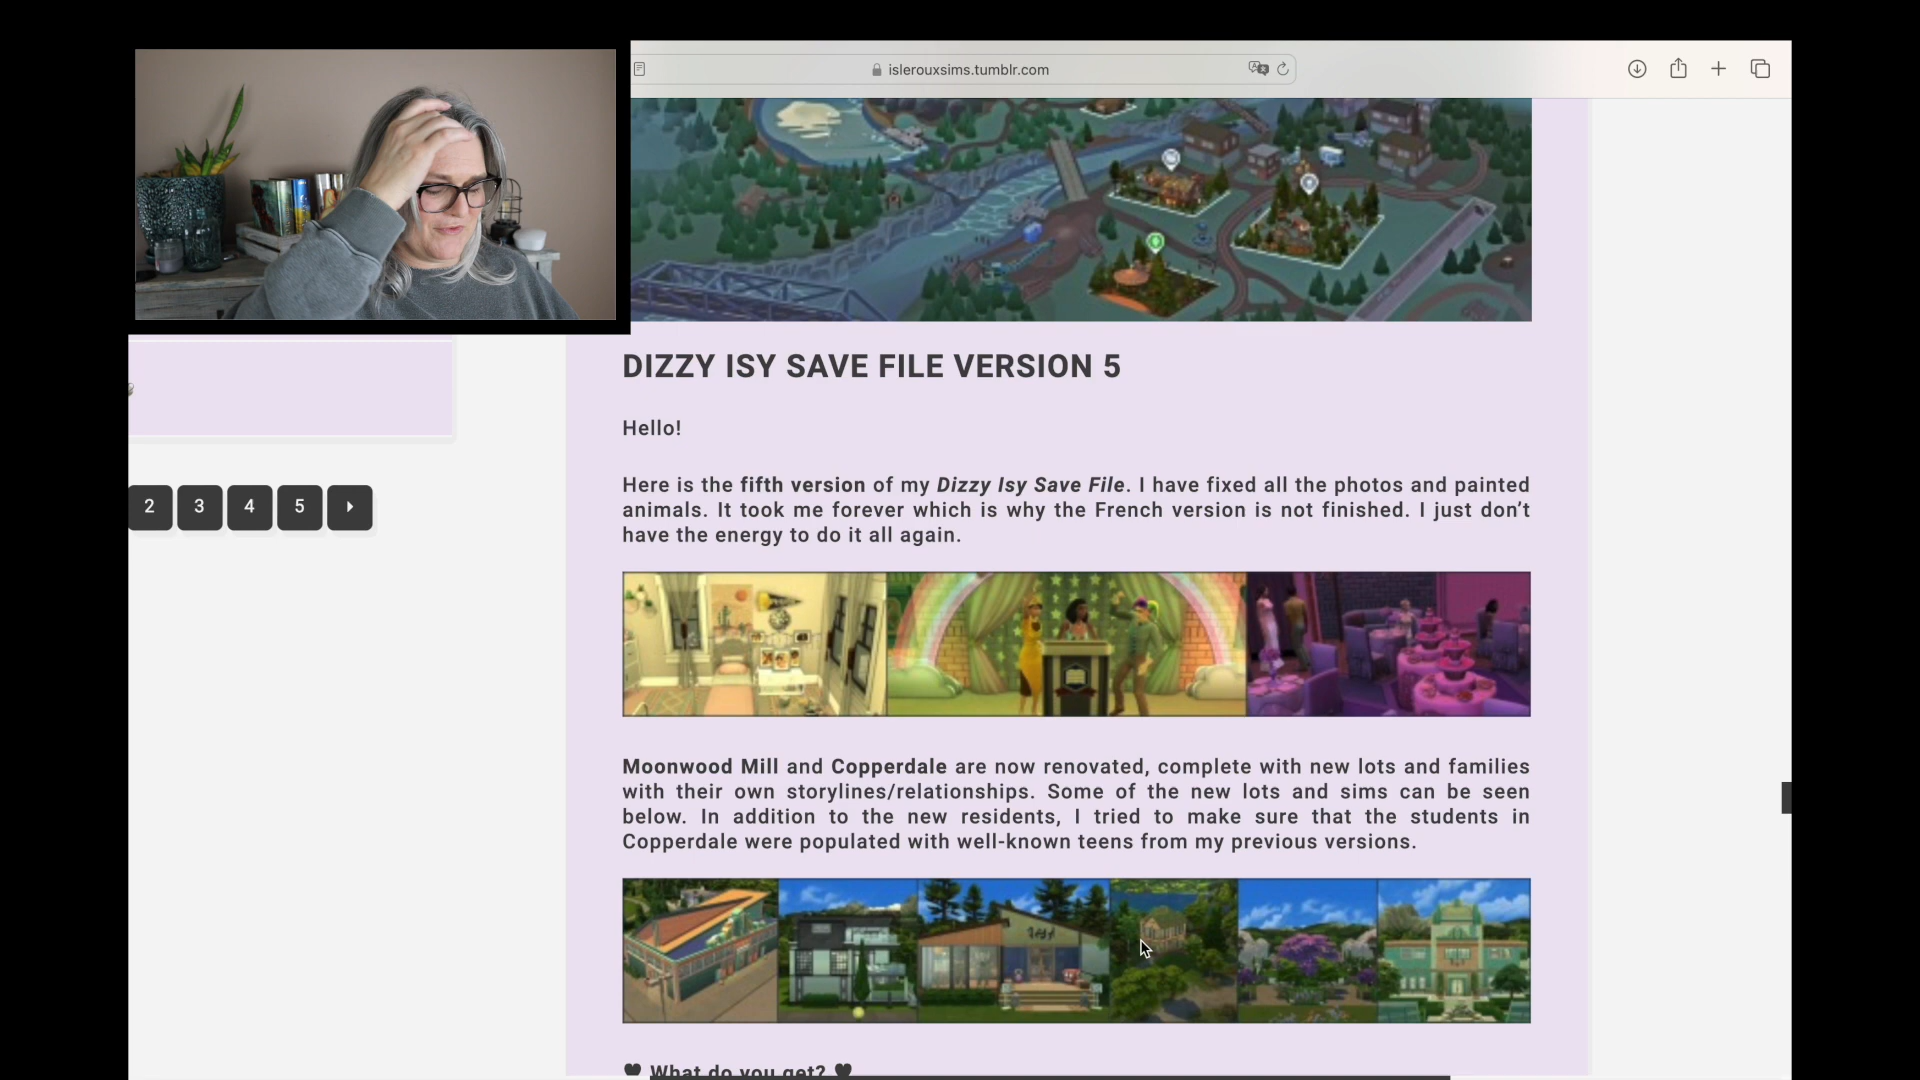 islerouxsims.tumblr.com
DIZZY ISY SAVE FILE VERSION 5
Hello!
Here is the fifth version of my Dizzy Isy Save File. I have fixed all the photos and painted
animals. It took me forever which is why the French version is not finished. I just don’t
have the energy to do it all again.
2 3 4 5
Moonwood Mill and Copperdale are now renovated, complete with new lots and families
with their own storylines/relationships. Some of the new lots and sims can be seen
below. In addition to the new residents, I tried to make sure that the students in
Copperdale were populated with well-known teens from my previous versions.
♥ What do you get? ♥